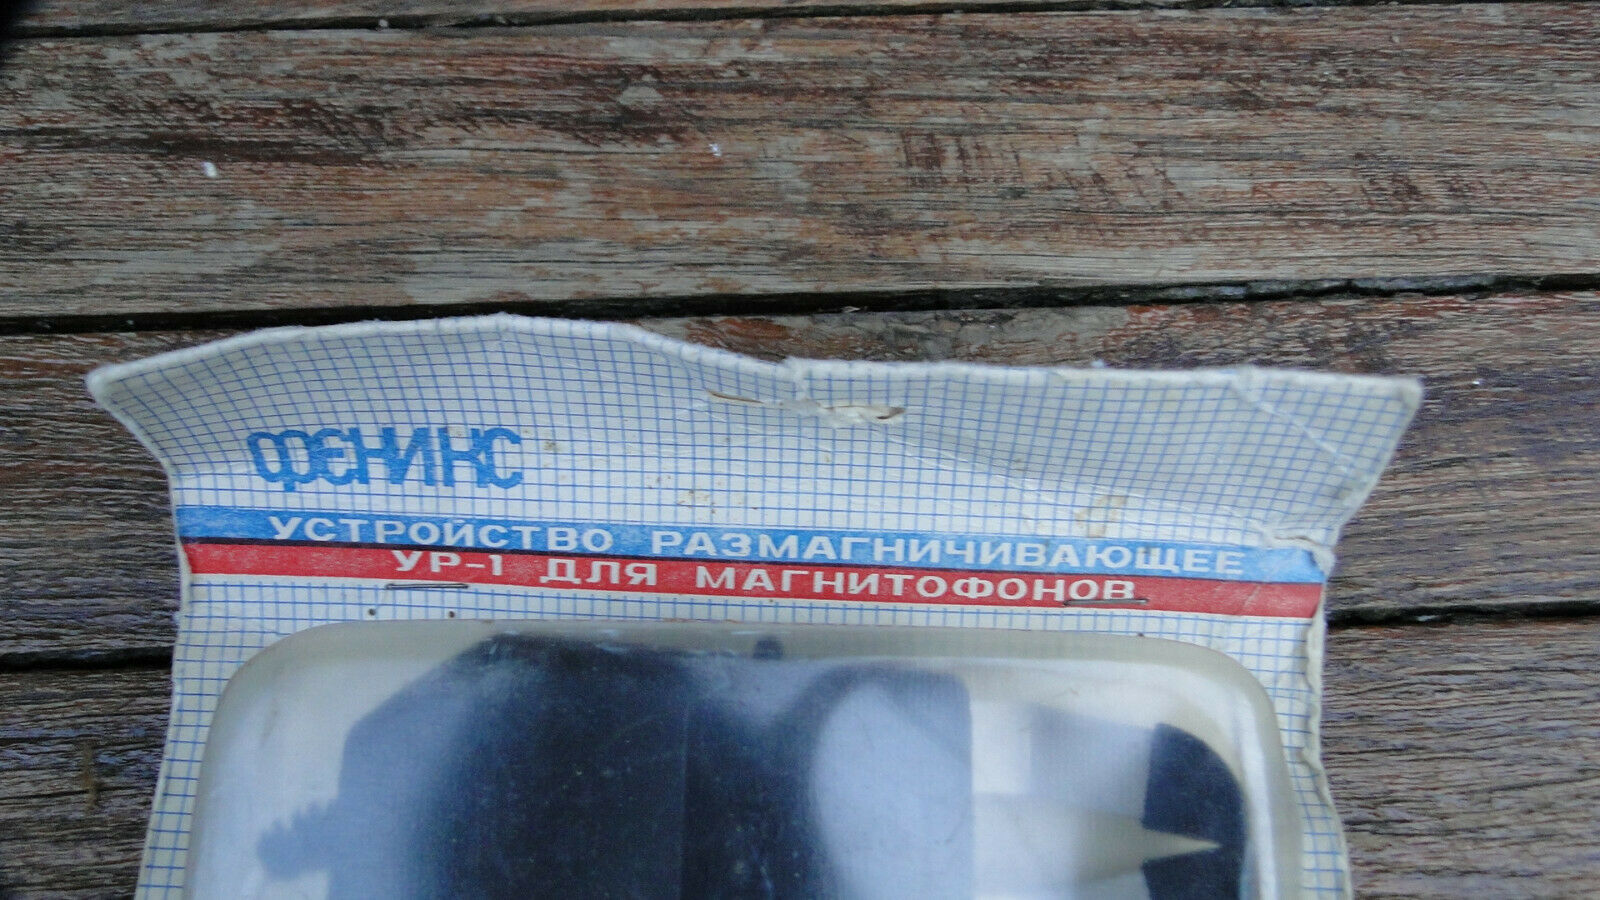 ФЕНИКС
УСТРОЙСТВО РАЗМАГНИЧИВАЮЩЕЕ
УР-1 ДЛЯ МАГНИТОФОНОВ